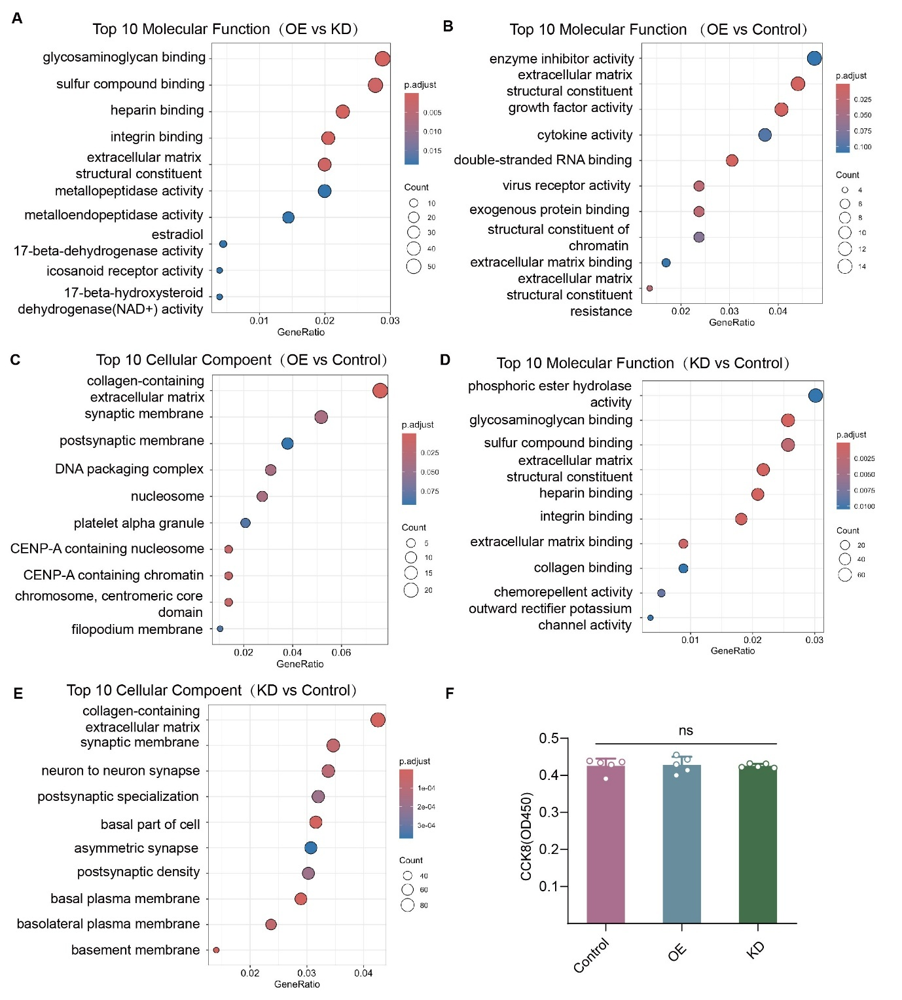 A
Top 10 Molecular Function（OE vs KD）
glycosaminoglycan binding
sulfur compound binding
heparin binding
integrin binding
extracellular matrix
structural constituent
metallopeptidase activity
metalloendopeptidase activity
estradiol
17-beta-dehydrogenase activity
icosanoid receptor activity
17-beta-hydroxysteroid
dehydrogenase(NAD+) activity
0.01 0.02 0.03
GeneRatio
p.adjust
0.005
0.010
0.015
Count
10
20
30
40
50
B
Top 10 Molecular Function （OE vs Control）
enzyme inhibitor activity
extracellular matrix
structural constituent
growth factor activity
cytokine activity
double-stranded RNA binding
virus receptor activity
exogenous protein binding
structural constituent of
chromatin
extracellular matrix binding
extracellular matrix
structural constituent
resistance
0.02 0.03 0.04
GeneRatio
p.adjust
0.025
0.050
0.075
0.100
Count
4
6
8
10
12
14
C
Top 10 Cellular Compoent（OE vs Control）
collagen-containing
extracellular matrix
synaptic membrane
postsynaptic membrane
DNA packaging complex
nucleosome
platelet alpha granule
CENP-A containing nucleosome
CENP-A containing chromatin
chromosome, centromeric core
domain
filopodium membrane
0.02 0.04 0.06
GeneRatio
p.adjust
0.025
0.050
0.075
Count
5
10
15
20
D
Top 10 Molecular Function（KD vs Control）
phosphoric ester hydrolase
activity
glycosaminoglycan binding
sulfur compound binding
extracellular matrix
structural constituent
heparin binding
integrin binding
extracellular matrix binding
collagen binding
chemorepellent activity
outward rectifier potassium
channel activity
0.01 0.02 0.03
GeneRatio
p.adjust
0.0025
0.0050
0.0075
0.0100
Count
20
40
60
E
Top 10 Cellular Compoent（KD vs Control）
collagen-containing
extracellular matrix
synaptic membrane
neuron to neuron synapse
postsynaptic specialization
basal part of cell
asymmetric synapse
postsynaptic density
basal plasma membrane
basolateral plasma membrane
basement membrane
0.02 0.03 0.04
GeneRatio
p.adjust
1e-04
2e-04
3e-04
Count
40
60
80
F
ns
CCK8(OD450)
0.5
0.4
0.3
0.2
0.1
Control OE KD